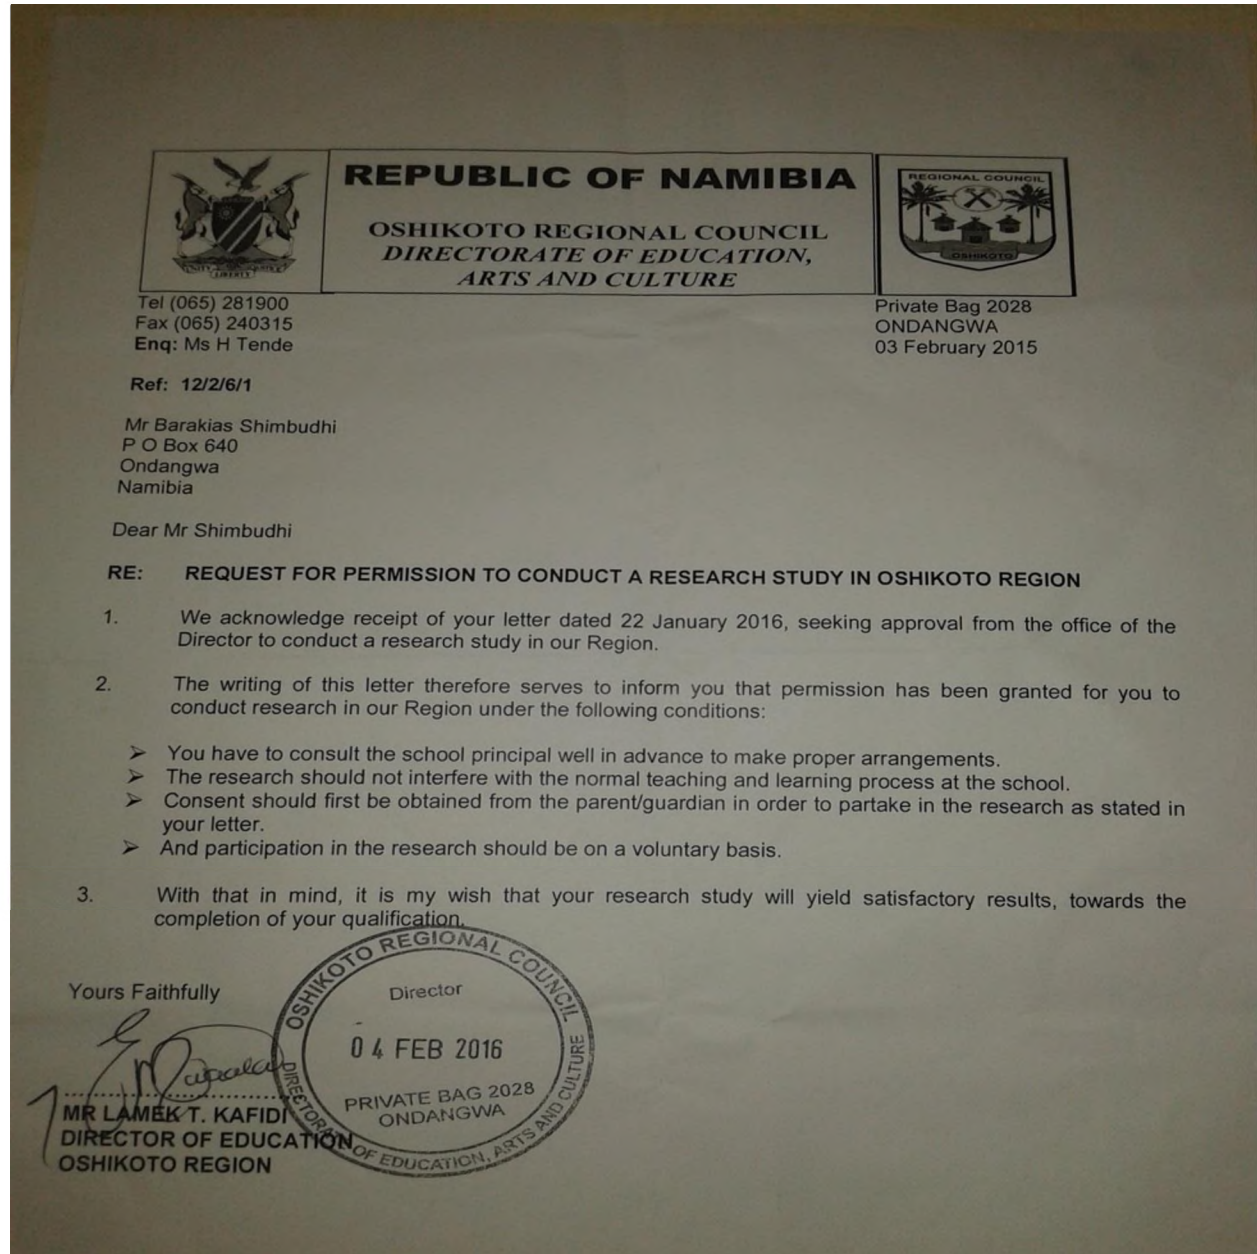 REPUBLIC OF NAMIBIA
OSHIKOTO REGIONAL COUNCIL
DIRECTORATE OF EDUCATION,
ARTS AND CULTURE
UNITY LIBERTY JUSTICE
REGIONAL COUNCIL
OSHIKOTO
Tel (065) 281900
Fax (065) 240315
Enq: Ms H Tende
Private Bag 2028
ONDANGWA
03 February 2015
Ref: 12/2/6/1
Mr Barakias Shimbudhi
P O Box 640
Ondangwa
Namibia
Dear Mr Shimbudhi
RE: REQUEST FOR PERMISSION TO CONDUCT A RESEARCH STUDY IN OSHIKOTO REGION
1. We acknowledge receipt of your letter dated 22 January 2016, seeking approval from the office of the
Director to conduct a research study in our Region.
2. The writing of this letter therefore serves to inform you that permission has been granted for you to
conduct research in our Region under the following conditions:
➢ You have to consult the school principal well in advance to make proper arrangements.
➢ The research should not interfere with the normal teaching and learning process at the school.
➢ Consent should first be obtained from the parent/guardian in order to partake in the research as stated in
your letter.
➢ And participation in the research should be on a voluntary basis.
3. With that in mind, it is my wish that your research study will yield satisfactory results, towards the
completion of your qualification.
Yours Faithfully
MR LAMEK T. KAFIDI
DIRECTOR OF EDUCATION
OSHIKOTO REGION
OSHIKOTO REGIONAL COUNCIL
Director
04 FEB 2016
PRIVATE BAG 2028
ONDANGWA
DIRECTORATE OF EDUCATION, ARTS AND CULTURE